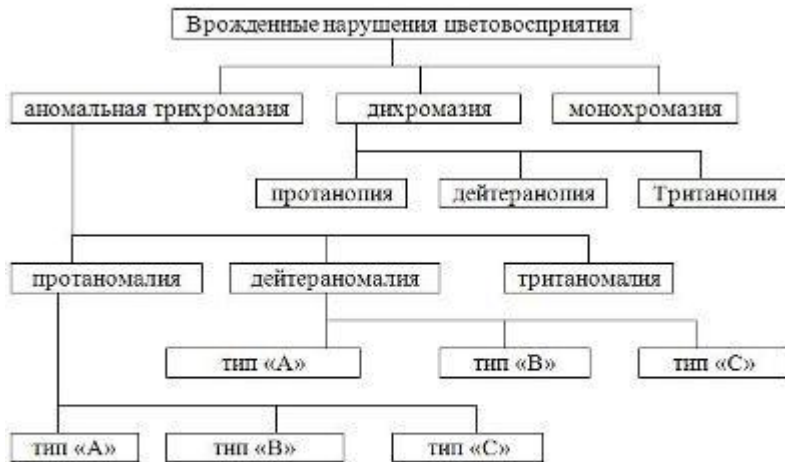 Врожденные нарушения цветовосприятия
аномальная трихромазия дихромазия монохромазия
протанопия дейтеранопия Тританопия
протаномалия дейтераномалия тританомалия
тип «А» тип «В» тип «С»
тип «А» тип «В» тип «С»